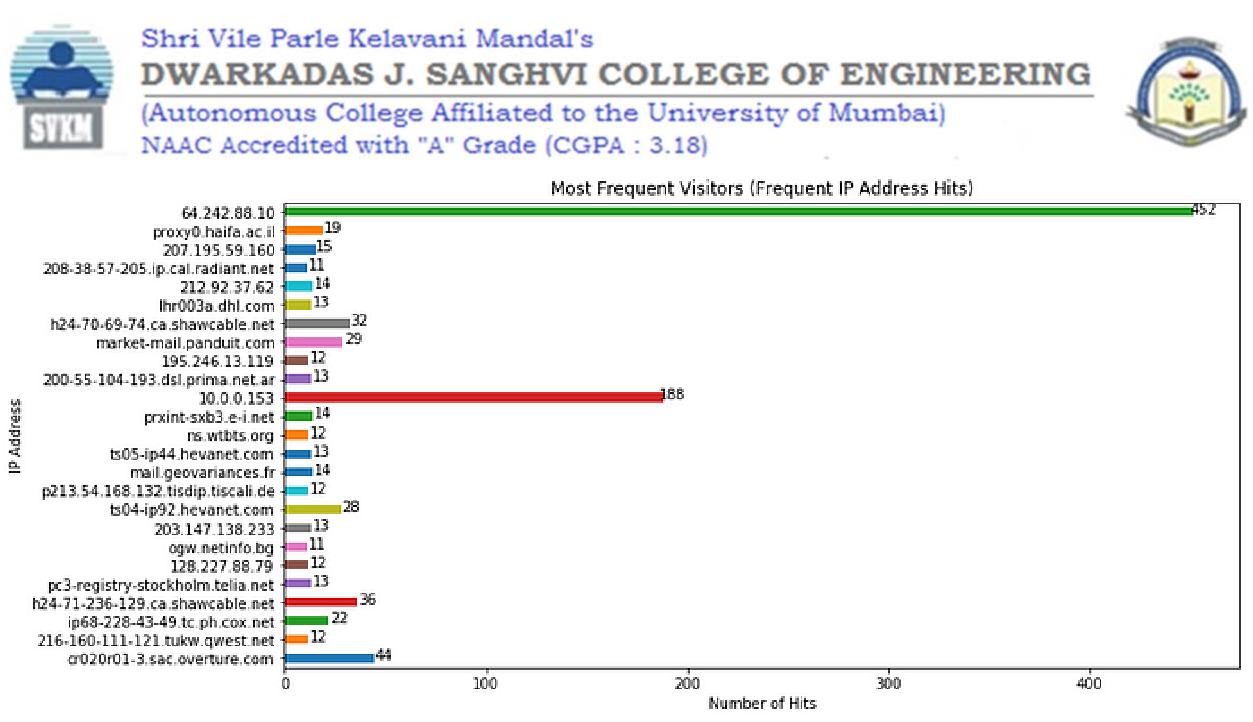 Shri Vile Parle Kelavani Mandal's
DWARKADAS J. SANGHVI COLLEGE OF ENGINEERING
(Autonomous College Affiliated to the University of Mumbai)
NAAC Accredited with "A" Grade (CGPA : 3.18)
SVKM
Most Frequent Visitors (Frequent IP Address Hits)
64.242.88.10 452
proxy0.haifa.ac.il 19
207.195.59.160 15
208-38-57-205.ip.cal.radiant.net 11
212.92.37.62 14
lhr003a.dhl.com 13
h24-70-69-74.ca.shawcable.net 32
market-mail.panduit.com 29
195.246.13.119 12
200-55-104-193.dsl.prima.net.ar 13
10.0.0.153 188
prxint-sxb3.e-i.net 14
ns.wtbts.org 12
ts05-ip44.hevanet.com 13
mail.geovariances.fr 14
p213.54.168.132.tisdip.tiscali.de 12
ts04-ip92.hevanet.com 28
203.147.138.233 13
ogw.netinfo.bg 11
128.227.88.79 12
pc3-registry-stockholm.telia.net 13
h24-71-236-129.ca.shawcable.net 36
ip68-228-43-49.tc.ph.cox.net 22
216-160-111-121.tukw.qwest.net 12
cr020r01-3.sac.overture.com 44
IP Address
0 100 200 300 400
Number of Hits